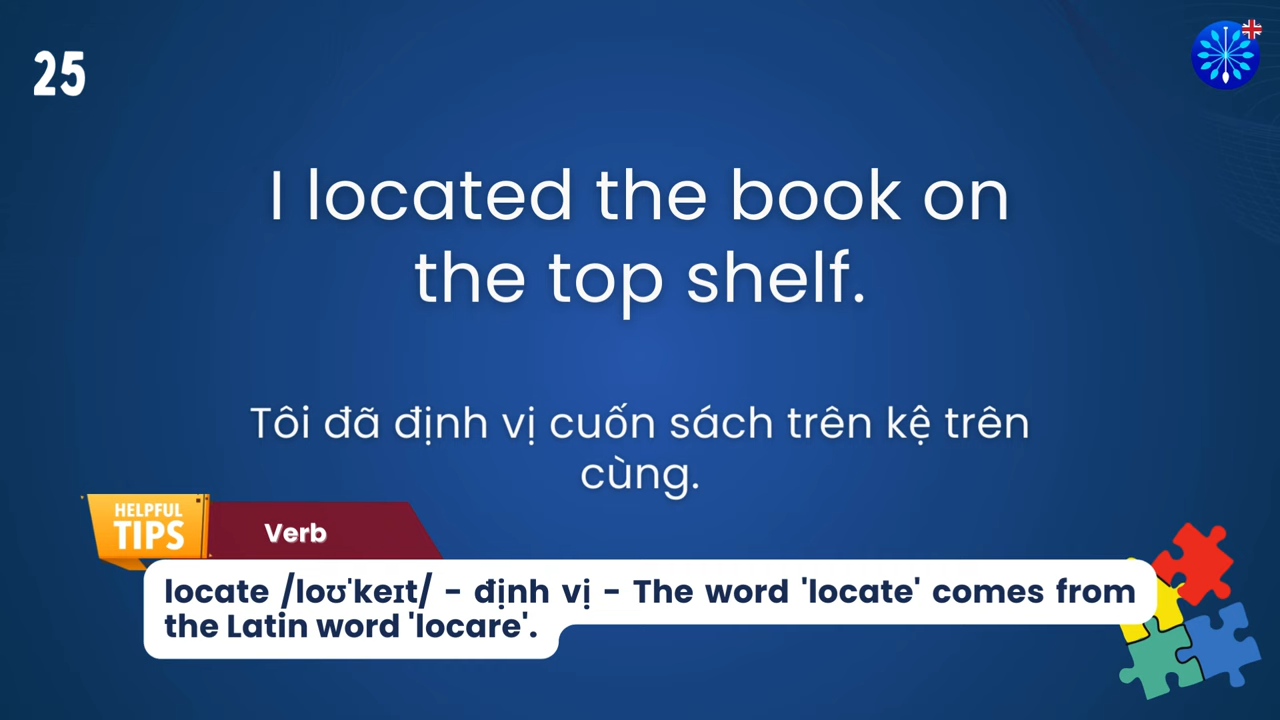 25
I located the book on
the top shelf.
Tôi đã định vị cuốn sách trên kệ trên
cùng.
HELPFUL
TIPS
Verb
locate /loʊˈkeɪt/ - định vị - The word 'locate' comes from
the Latin word 'locare'.